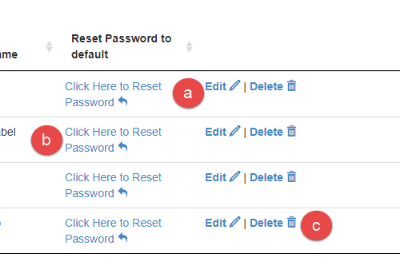 Reset Password to
ame default
Click Here to Reset a Edit | Delete
Password
abel b Click Here to Reset Edit | Delete
Password
Click Here to Reset Edit | Delete
Password
Click Here to Reset Edit | Delete c
Password